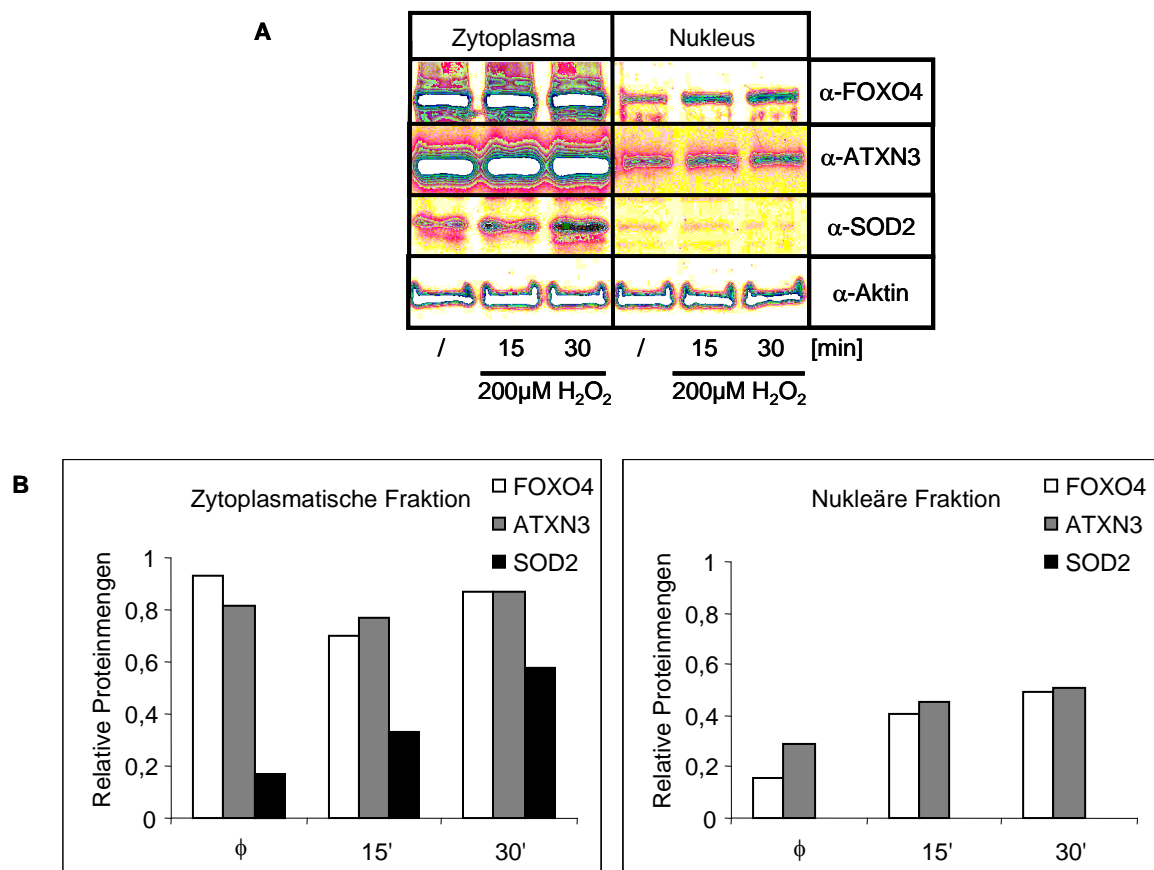 A
Zytoplasma Nukleus
α-FOXO4
α-ATXN3
α-SOD2
α-Aktin
/ 15 30 / 15 30 [min]
200µM H₂O₂ 200µM H₂O₂
B
Zytoplasmatische Fraktion
FOXO4
ATXN3
SOD2
Relative Proteinmengen
1
0,8
0,6
0,4
0,2
0
ϕ 15' 30'
Nukleäre Fraktion
FOXO4
ATXN3
SOD2
Relative Proteinmengen
1
0,8
0,6
0,4
0,2
0
ϕ 15' 30'